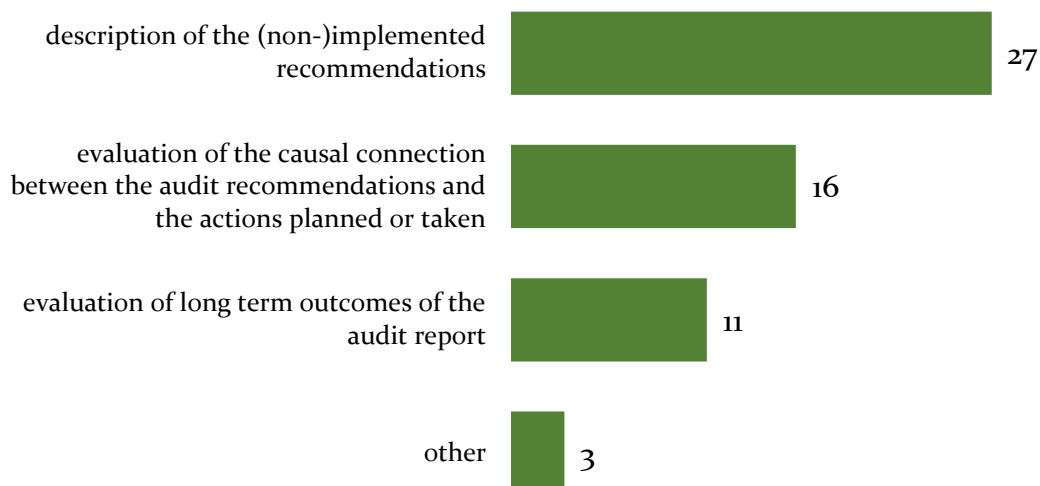 description of the (non-)implemented
recommendations
27
evaluation of the causal connection
between the audit recommendations and
the actions planned or taken
16
evaluation of long term outcomes of the
audit report
11
other
3